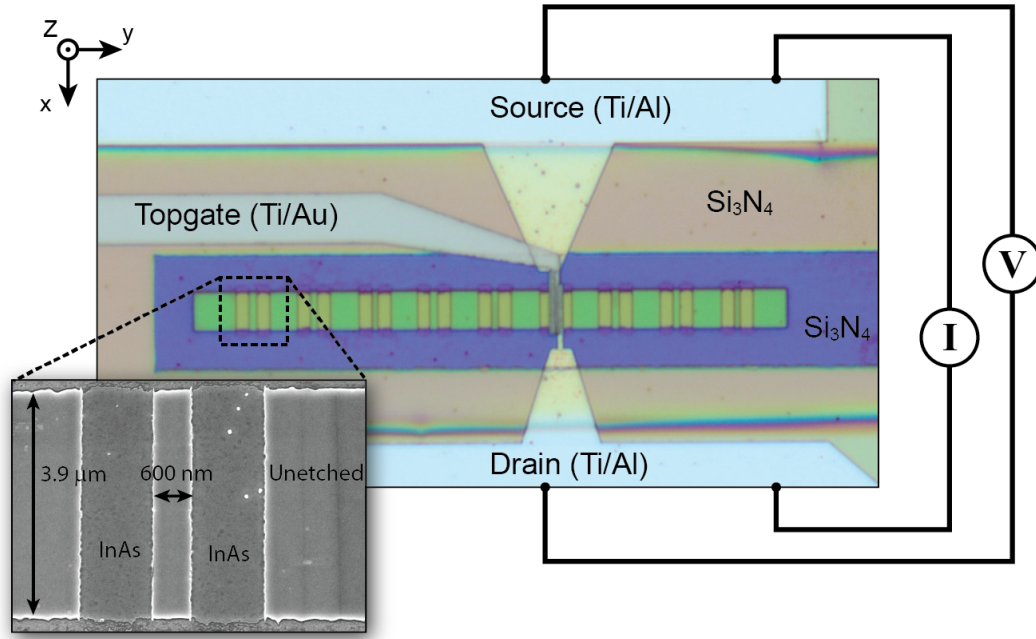 Z
y
x
Source (Ti/Al)
Topgate (Ti/Au)
Si₃N₄
V
Si₃N₄
I
Drain (Ti/Al)
3.9 µm
600 nm
Unetched
InAs
InAs